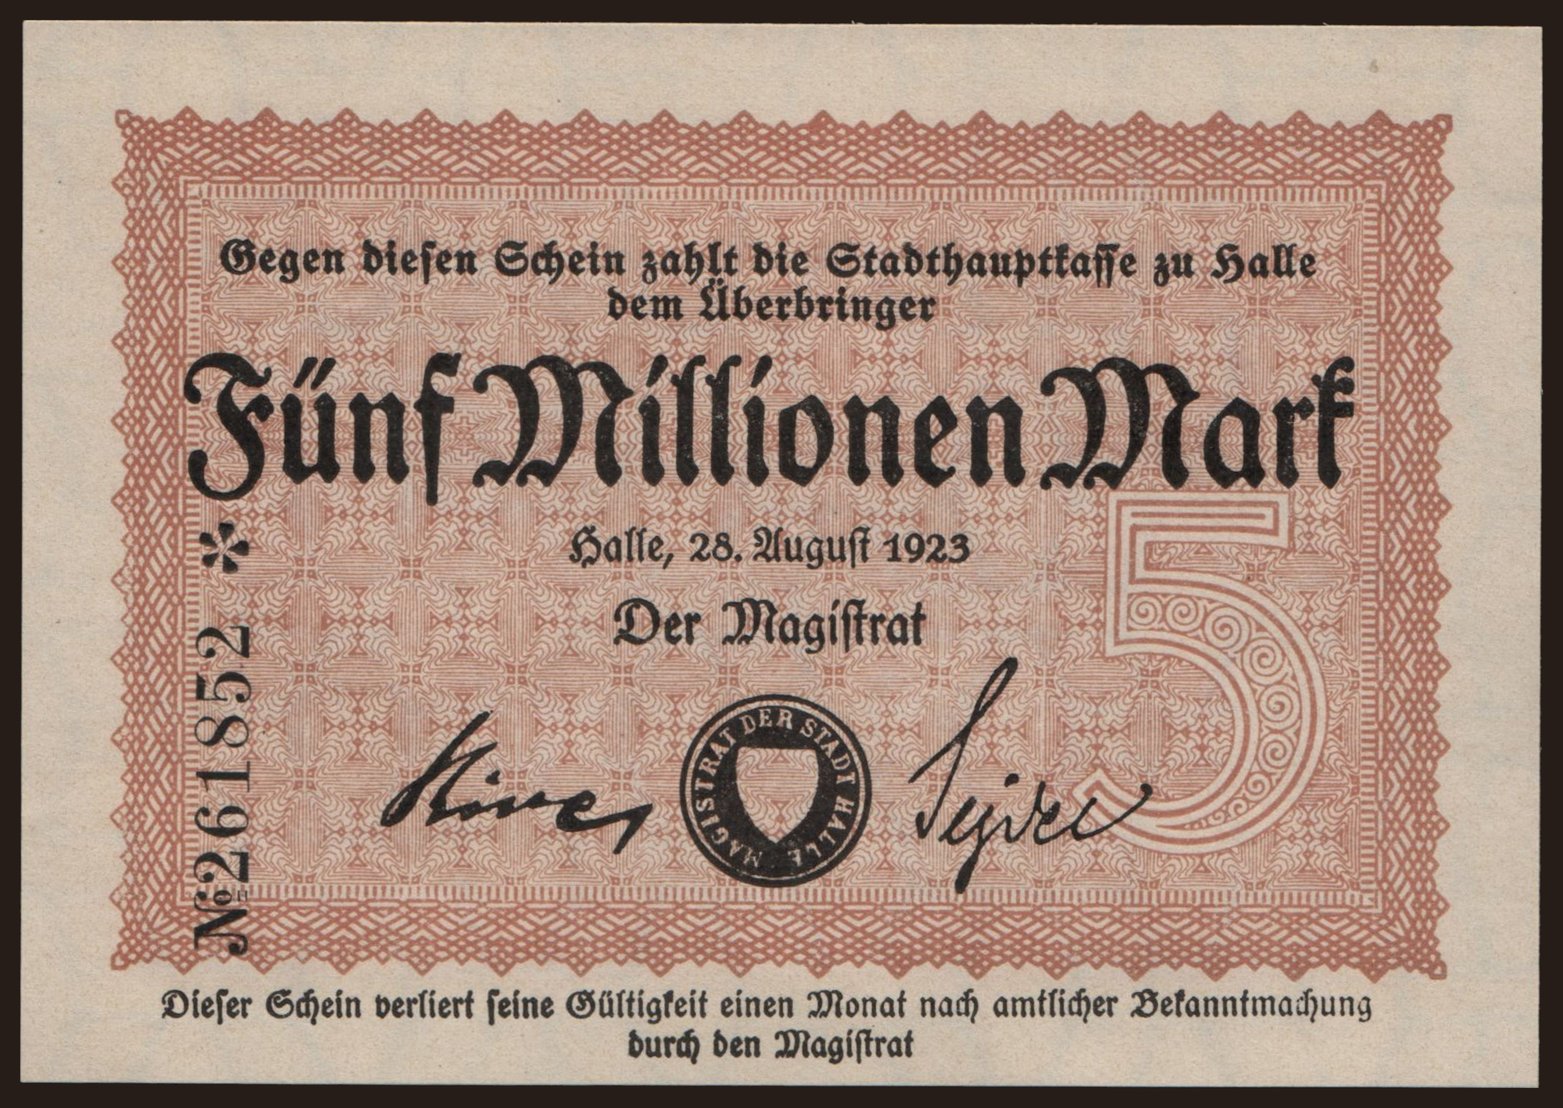 Gegen diesen Schein zahlt die Stadthauptkasse zu Halle
dem Überbringer
Fünf Millionen Mark
Halle, 28. August 1923
Der Magistrat
5
№ 261852 *
MAGISTRAT DER STADT HALLE
Dieser Schein verliert seine Gültigkeit einen Monat nach amtlicher Bekanntmachung
durch den Magistrat